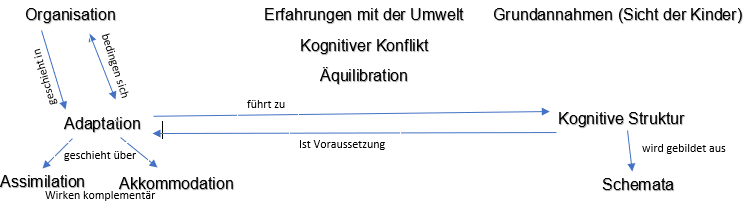 Organisation
Erfahrungen mit der Umwelt
Grundannahmen (Sicht der Kinder)
Kognitiver Konflikt
Äquilibration
geschieht in
bedingen sich
führt zu
Adaptation
Kognitive Struktur
Ist Voraussetzung
geschieht über
wird gebildet aus
Assimilation
Akkommodation
Schemata
Wirken komplementär